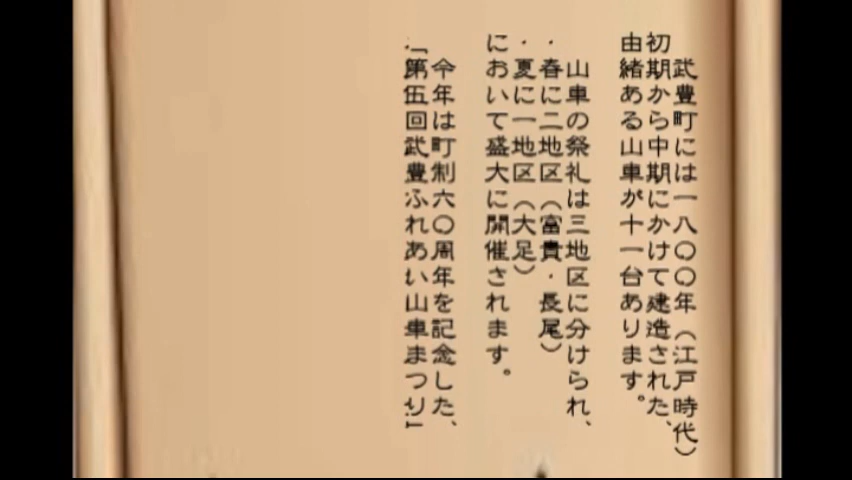 武豊町には一八〇〇年（江戸時代）
初期から中期にかけて建造された、
由緒ある山車が十一台あります。
山車の祭礼は三地区に分けられ、
・春に二地区（富貴・長尾）
・夏に一地区（大足）
において盛大に開催されます。
今年は町制六〇周年を記念した、
「第伍回武豊ふれあい山車まつり」